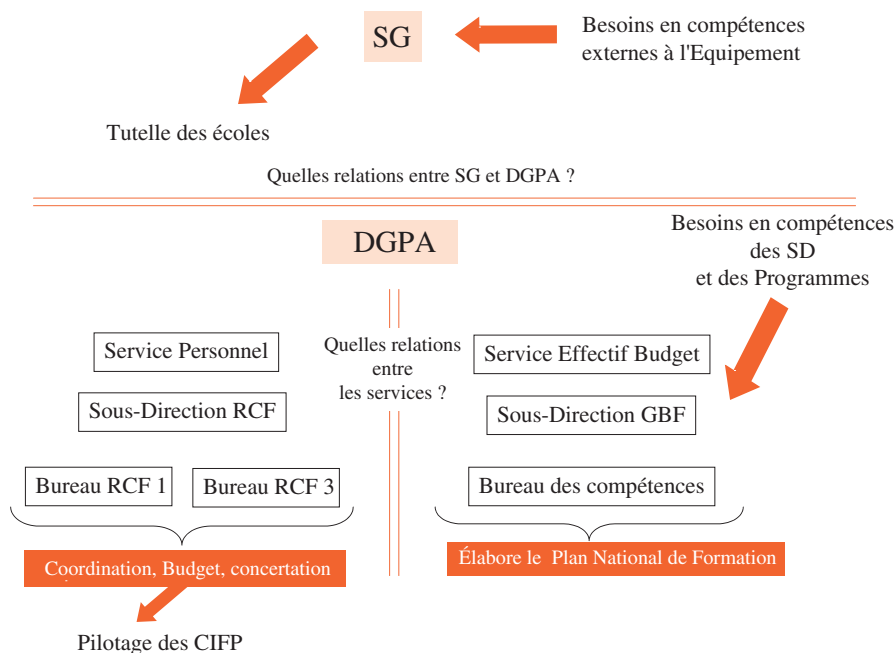 SG
Besoins en compétences
externes à l'Equipement
Tutelle des écoles
Quelles relations entre SG et DGPA ?
DGPA
Besoins en compétences
des SD
et des Programmes
Quelles relations
entre
les services ?
Service Personnel
Sous-Direction RCF
Bureau RCF 1
Bureau RCF 3
Coordination, Budget, concertation
Pilotage des CIFP
Service Effectif Budget
Sous-Direction GBF
Bureau des compétences
Élabore le Plan National de Formation